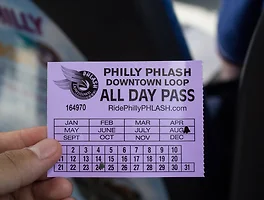 PHILLY PHLASH
DOWNTOWN LOOP
ALL DAY PASS
RidePhillyPHLASH.com
PHLASH
164970
JAN FEB MAR APR
MAY JUNE JULY AUG
SEPT OCT NOV DEC
1 2 3 4 5 6 7 8 9 10
11 12 13 14 15 16 17 18 19 20
21 22 23 24 25 26 27 28 29 30 31